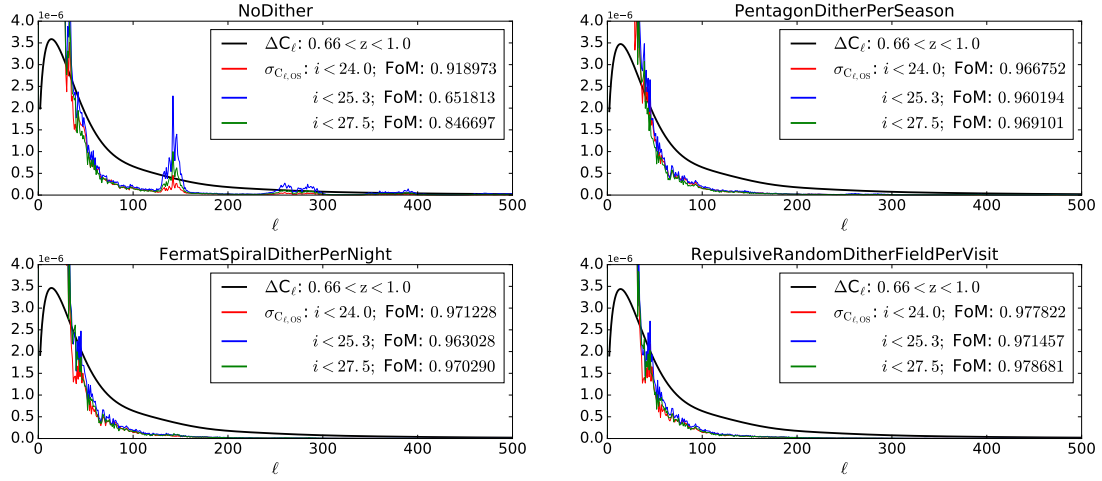 NoDither
1e−6
4.0
3.5
3.0
2.5
2.0
1.5
1.0
0.5
0.0
0 100 200 300 400 500
ℓ
ΔC_ℓ: 0.66<z<1.0
σ_{C_ℓ,OS}: i<24.0; FoM: 0.918973
i<25.3; FoM: 0.651813
i<27.5; FoM: 0.846697
PentagonDitherPerSeason
1e−6
4.0
3.5
3.0
2.5
2.0
1.5
1.0
0.5
0.0
0 100 200 300 400 500
ℓ
ΔC_ℓ: 0.66<z<1.0
σ_{C_ℓ,OS}: i<24.0; FoM: 0.966752
i<25.3; FoM: 0.960194
i<27.5; FoM: 0.969101
FermatSpiralDitherPerNight
1e−6
4.0
3.5
3.0
2.5
2.0
1.5
1.0
0.5
0.0
0 100 200 300 400 500
ℓ
ΔC_ℓ: 0.66<z<1.0
σ_{C_ℓ,OS}: i<24.0; FoM: 0.971228
i<25.3; FoM: 0.963028
i<27.5; FoM: 0.970290
RepulsiveRandomDitherFieldPerVisit
1e−6
4.0
3.5
3.0
2.5
2.0
1.5
1.0
0.5
0.0
0 100 200 300 400 500
ℓ
ΔC_ℓ: 0.66<z<1.0
σ_{C_ℓ,OS}: i<24.0; FoM: 0.977822
i<25.3; FoM: 0.971457
i<27.5; FoM: 0.978681